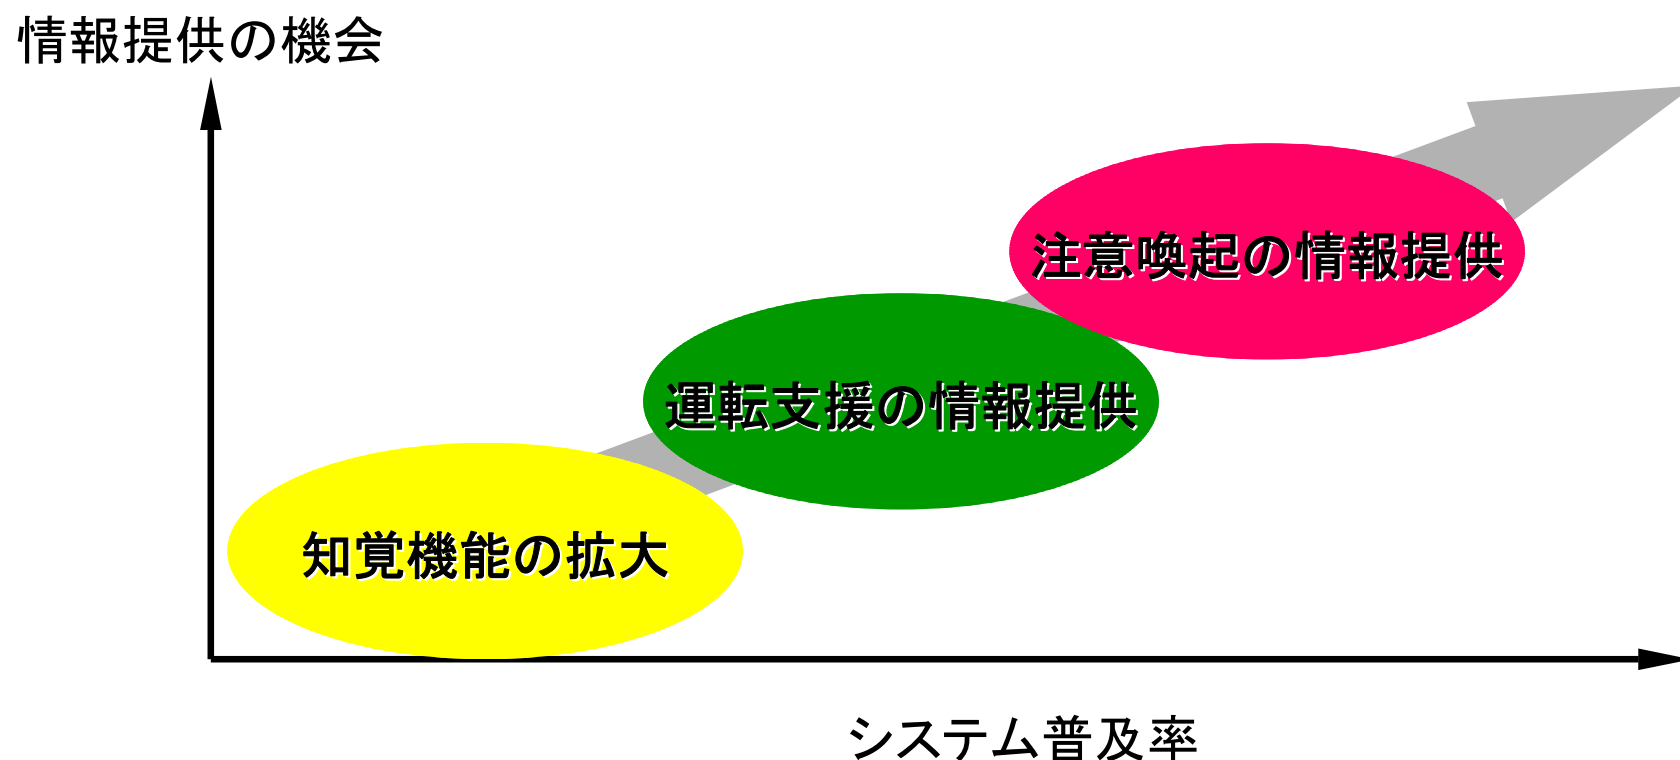 情報提供の機会
注意喚起の情報提供
運転支援の情報提供
知覚機能の拡大
システム普及率